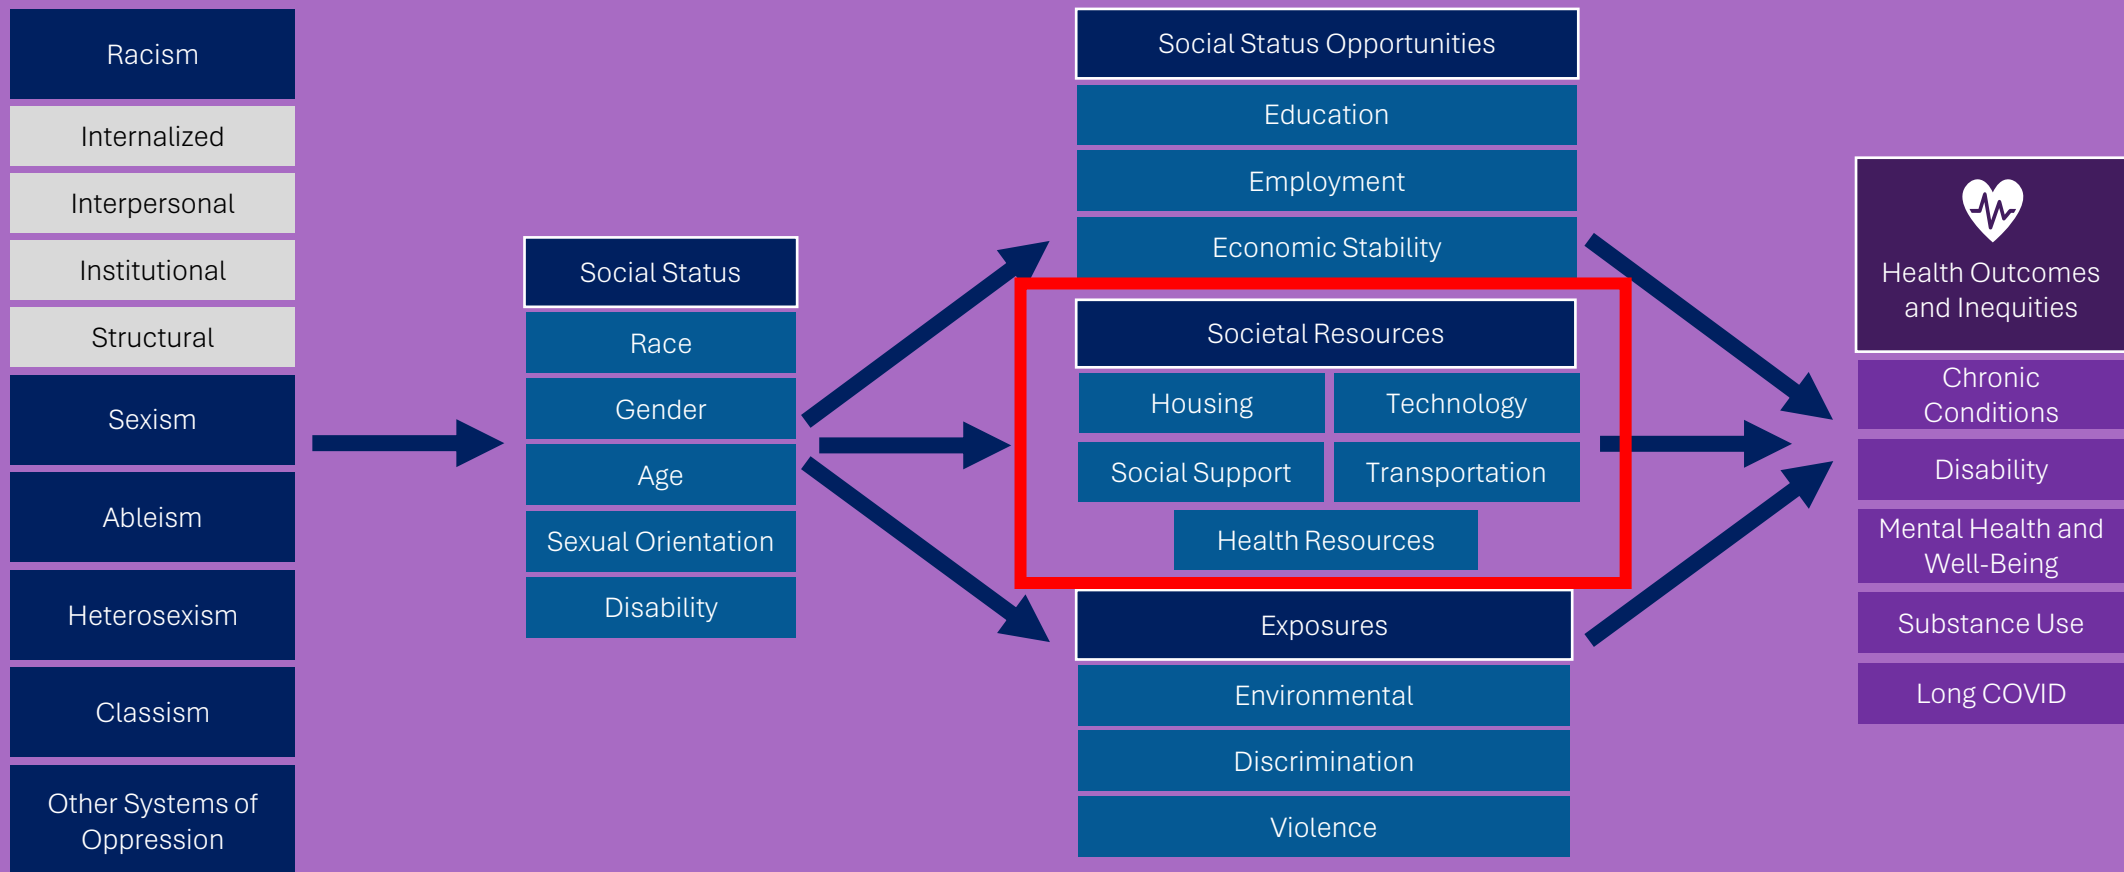 Racism
Internalized
Interpersonal
Institutional
Structural
Sexism
Ableism
Heterosexism
Classism
Other Systems of
Oppression
Social Status
Race
Gender
Age
Sexual Orientation
Disability
Social Status Opportunities
Education
Employment
Economic Stability
Societal Resources
Housing
Technology
Social Support
Transportation
Health Resources
Exposures
Environmental
Discrimination
Violence
Health Outcomes
and Inequities
Chronic
Conditions
Disability
Mental Health and
Well-Being
Substance Use
Long COVID